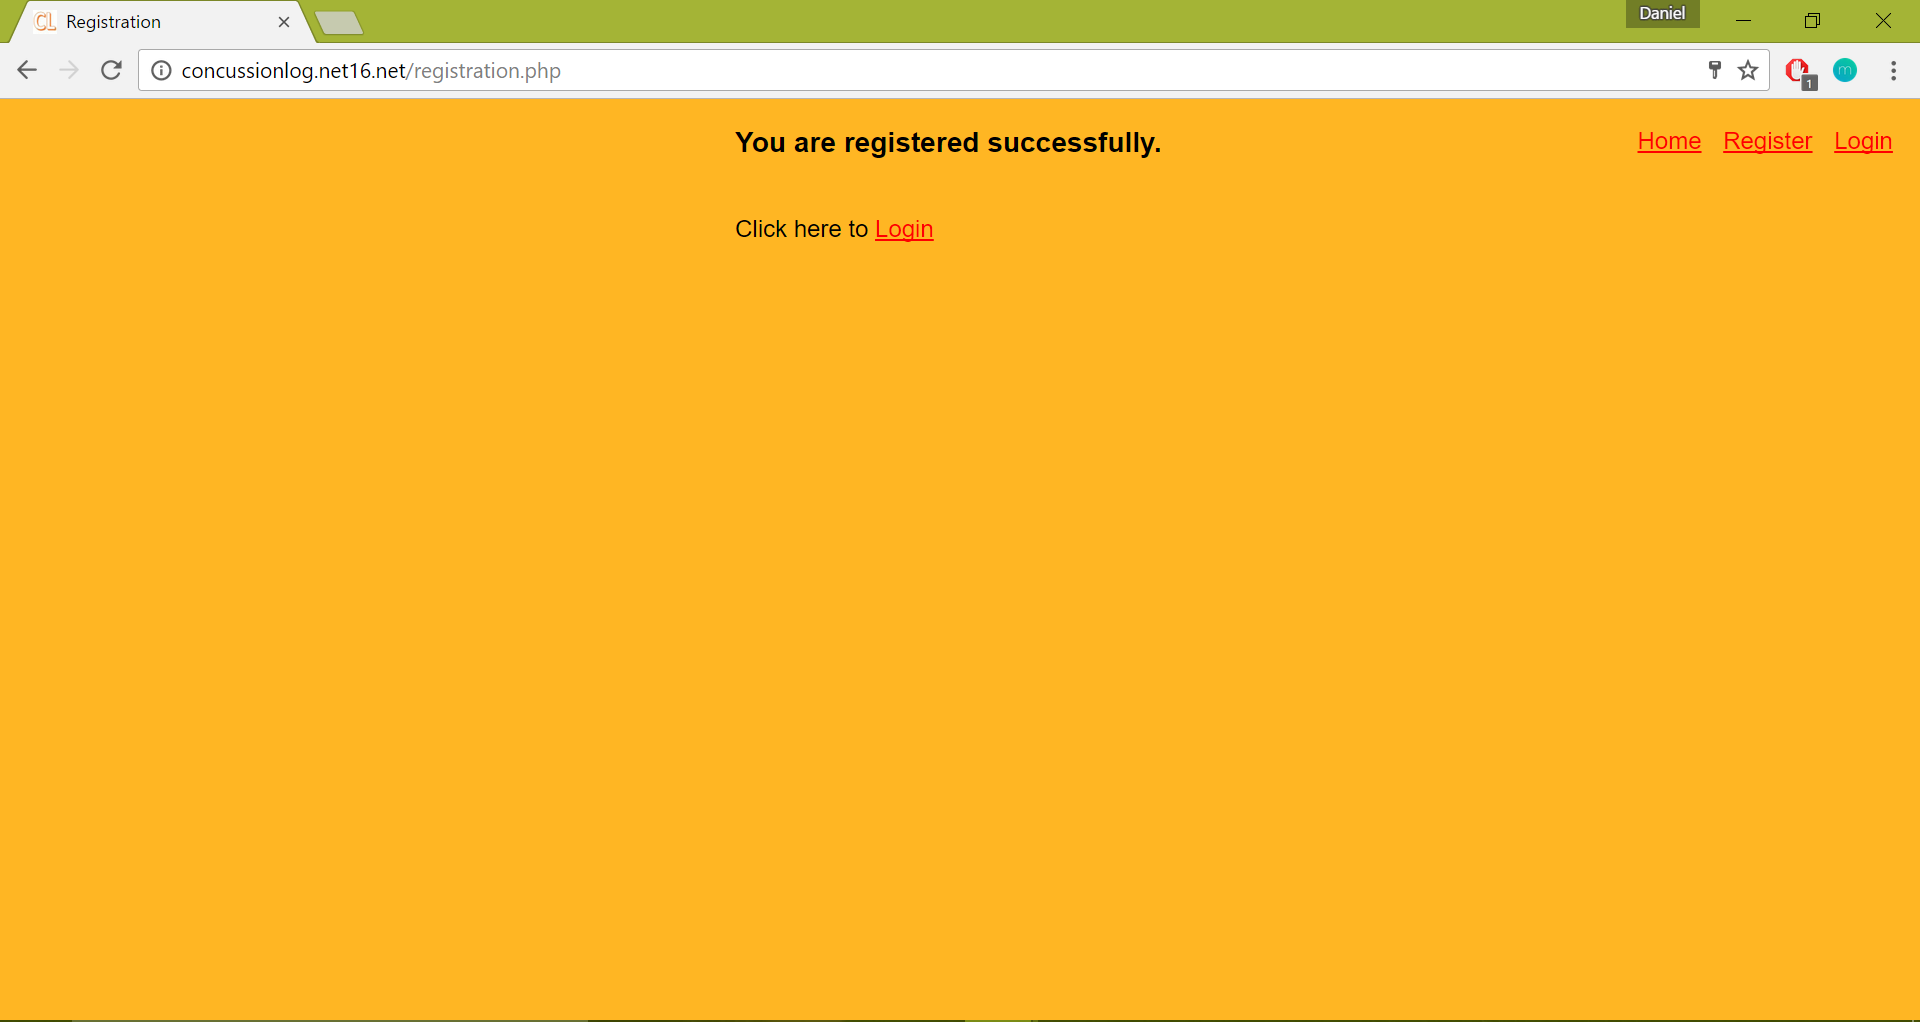 CL Registration
Daniel
concussionlog.net16.net/registration.php
1
m
You are registered successfully.
Home Register Login
Click here to Login